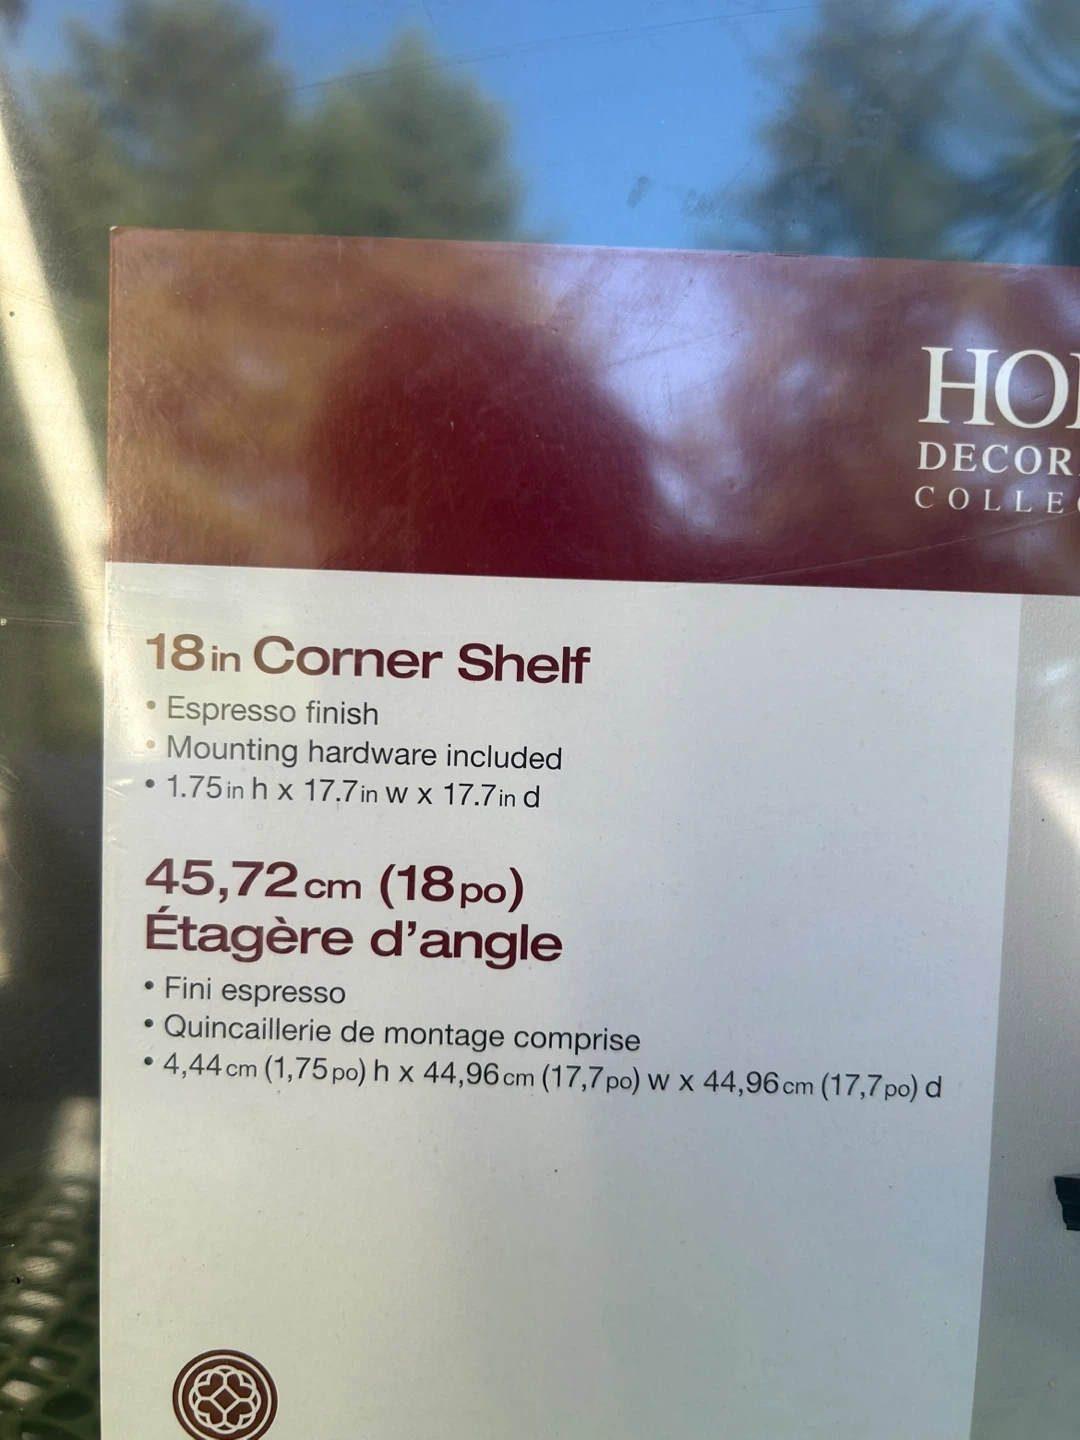 HO
DECOR
COLLE
18in Corner Shelf
• Espresso finish
• Mounting hardware included
• 1.75in h x 17.7in w x 17.7in d
45,72cm (18po)
Étagère d’angle
• Fini espresso
• Quincaillerie de montage comprise
• 4,44cm (1,75po) h x 44,96cm (17,7po) w x 44,96cm (17,7po) d